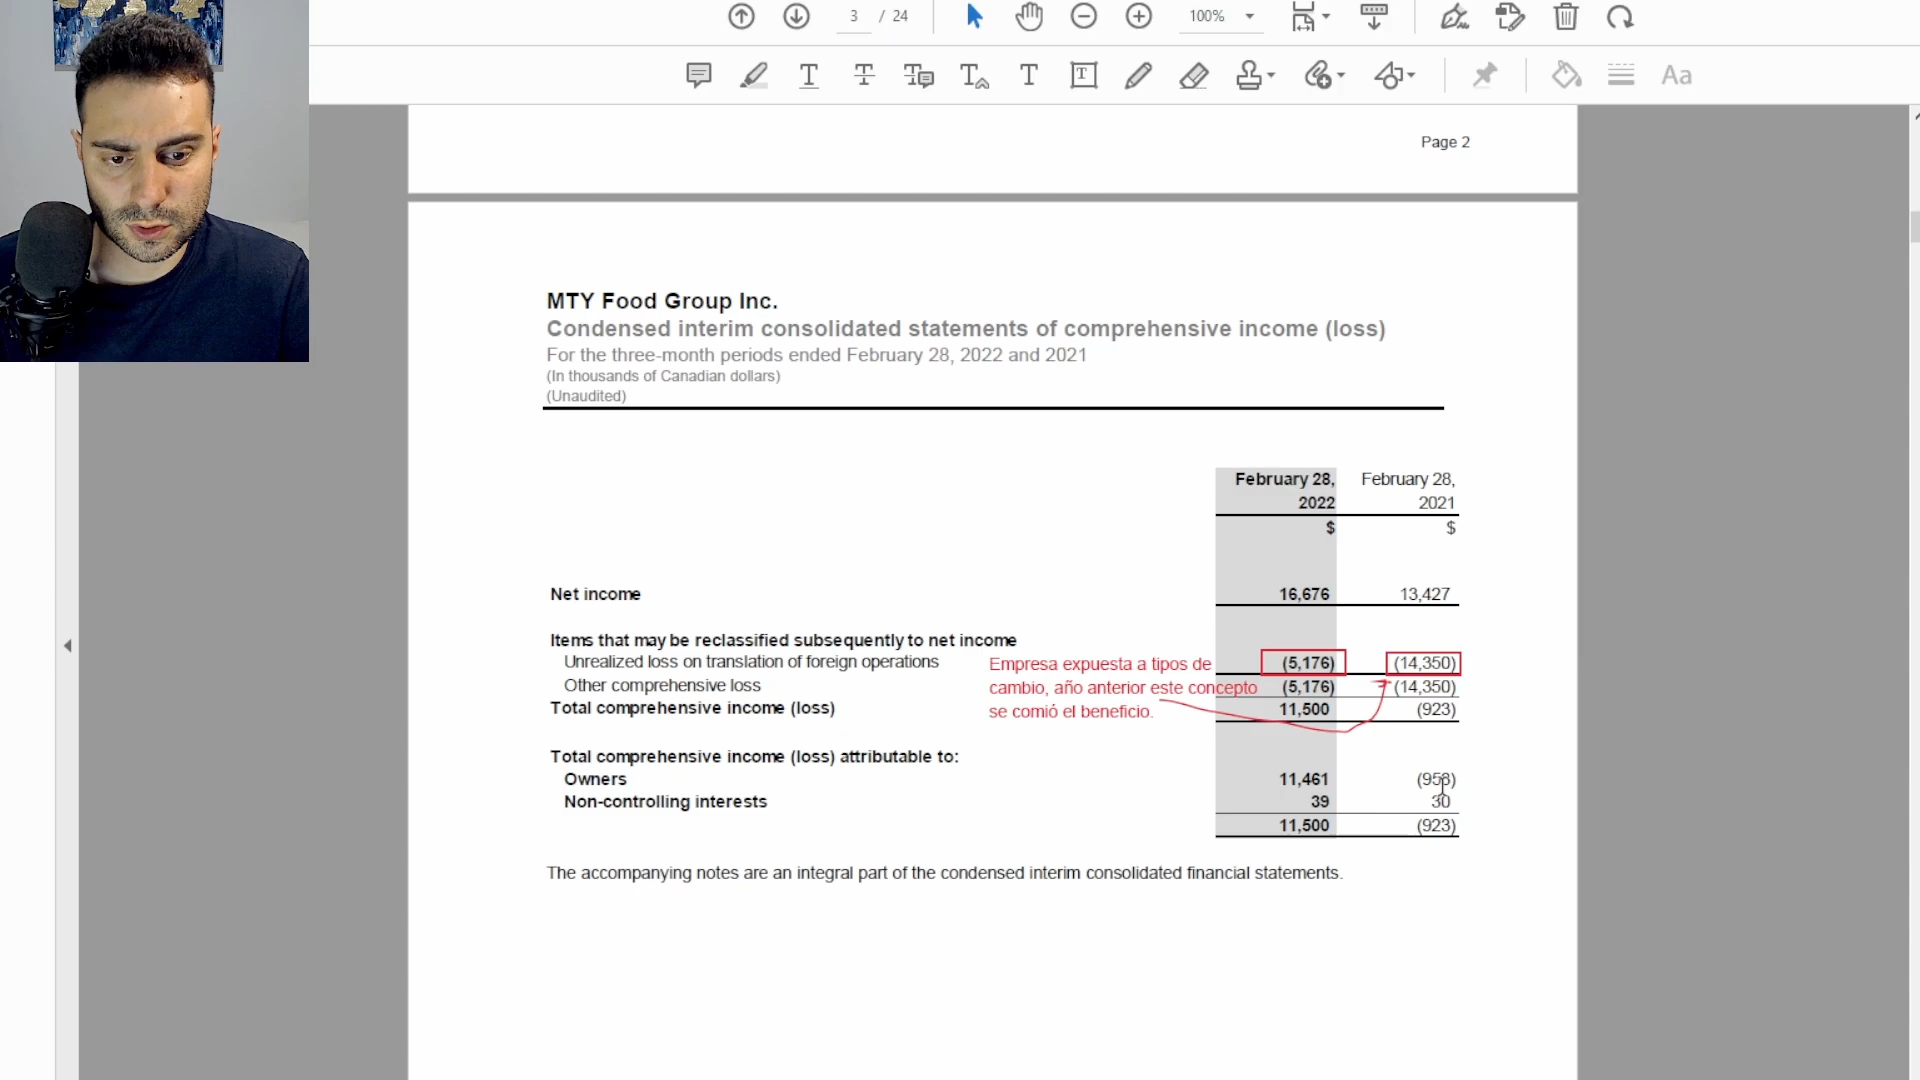 3 / 24
100%
Aa
Page 2
MTY Food Group Inc.
Condensed interim consolidated statements of comprehensive income (loss)
For the three-month periods ended February 28, 2022 and 2021
(In thousands of Canadian dollars)
(Unaudited)
February 28, February 28,
2022 2021
$ $
Net income 16,676 13,427
Items that may be reclassified subsequently to net income
Unrealized loss on translation of foreign operations (5,176) (14,350)
Other comprehensive loss (5,176) (14,350)
Total comprehensive income (loss) 11,500 (923)
Empresa expuesta a tipos de
cambio, año anterior este concepto
se comió el beneficio.
Total comprehensive income (loss) attributable to:
Owners 11,461 (953)
Non-controlling interests 39 30
11,500 (923)
The accompanying notes are an integral part of the condensed interim consolidated financial statements.